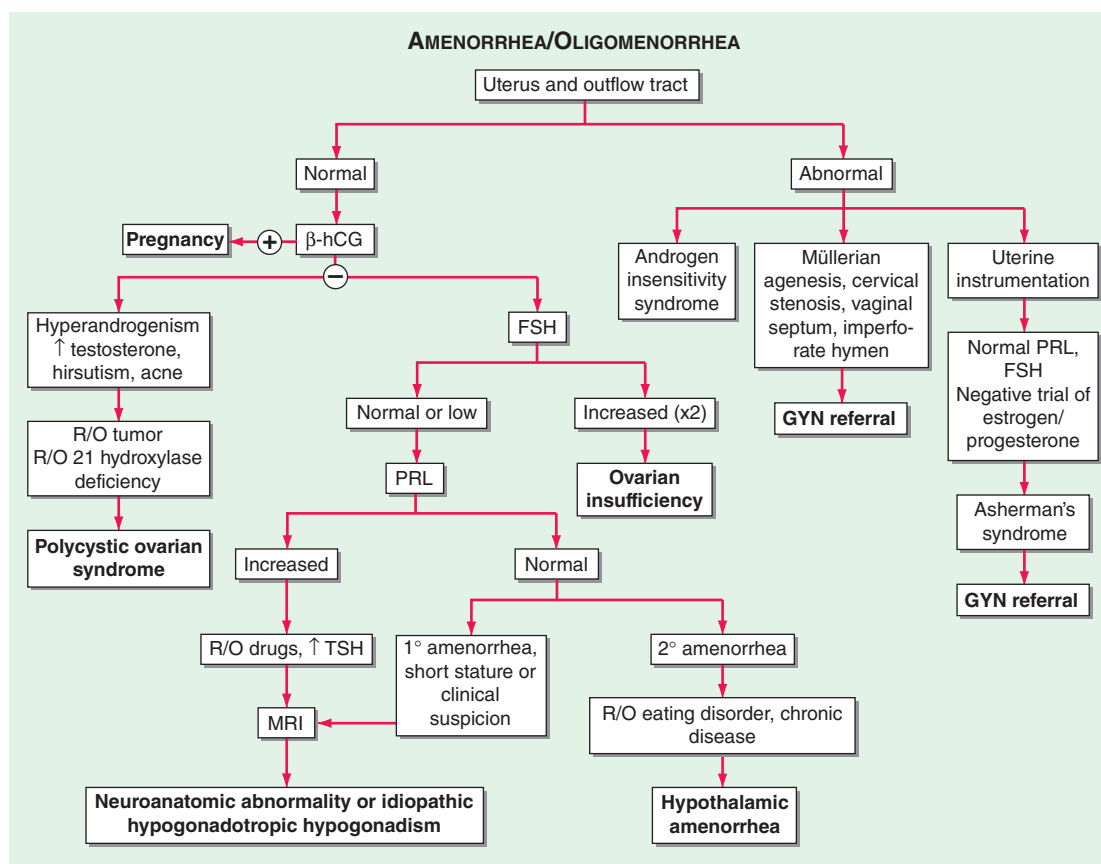 AMENORRHEA/OLIGOMENORRHEA
Uterus and outflow tract
Normal
Abnormal
Pregnancy
+
β-hCG
−
Androgen
insensitivity
syndrome
Müllerian
agenesis, cervical
stenosis, vaginal
septum, imperfo-
rate hymen
Uterine
instrumentation
Hyperandrogenism
↑ testosterone,
hirsutism, acne
FSH
Normal PRL,
FSH
Negative trial of
estrogen/
progesterone
Normal or low
Increased (x2)
GYN referral
R/O tumor
R/O 21 hydroxylase
deficiency
PRL
Ovarian
insufficiency
Asherman's
syndrome
Polycystic ovarian
syndrome
Increased
Normal
GYN referral
R/O drugs, ↑ TSH
1° amenorrhea,
short stature or
clinical
suspicion
2° amenorrhea
MRI
R/O eating disorder, chronic
disease
Neuroanatomic abnormality or idiopathic
hypogonadotropic hypogonadism
Hypothalamic
amenorrhea